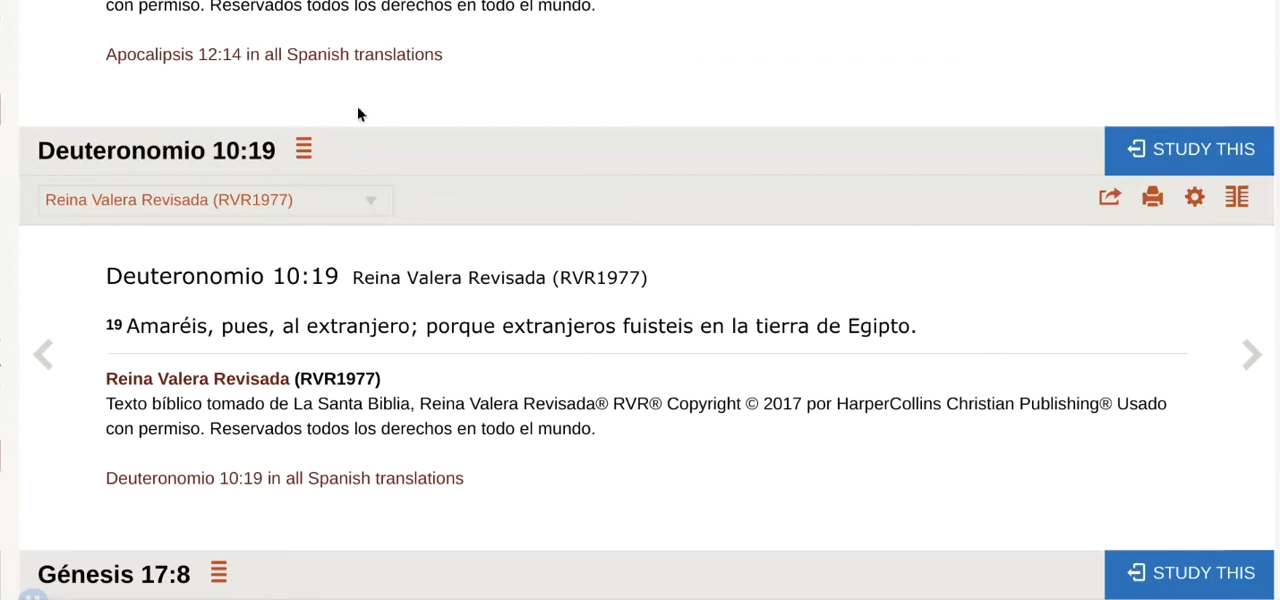 con permiso. Reservados todos los derechos en todo el mundo.
Apocalipsis 12:14 in all Spanish translations
Deuteronomio 10:19
STUDY THIS
Reina Valera Revisada (RVR1977)
Deuteronomio 10:19 Reina Valera Revisada (RVR1977)
19 Amaréis, pues, al extranjero; porque extranjeros fuisteis en la tierra de Egipto.
Reina Valera Revisada (RVR1977)
Texto bíblico tomado de La Santa Biblia, Reina Valera Revisada® RVR® Copyright © 2017 por HarperCollins Christian Publishing® Usado
con permiso. Reservados todos los derechos en todo el mundo.
Deuteronomio 10:19 in all Spanish translations
Génesis 17:8
STUDY THIS